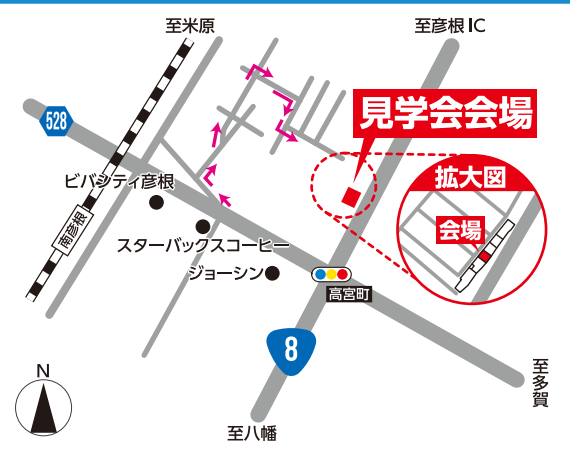 至米原
至彦根IC
528
見学会会場
ビバシティ彦根
拡大図
会場
南彦根
スターバックスコーヒー
ジョーシン
高宮町
8
至多賀
N
至八幡